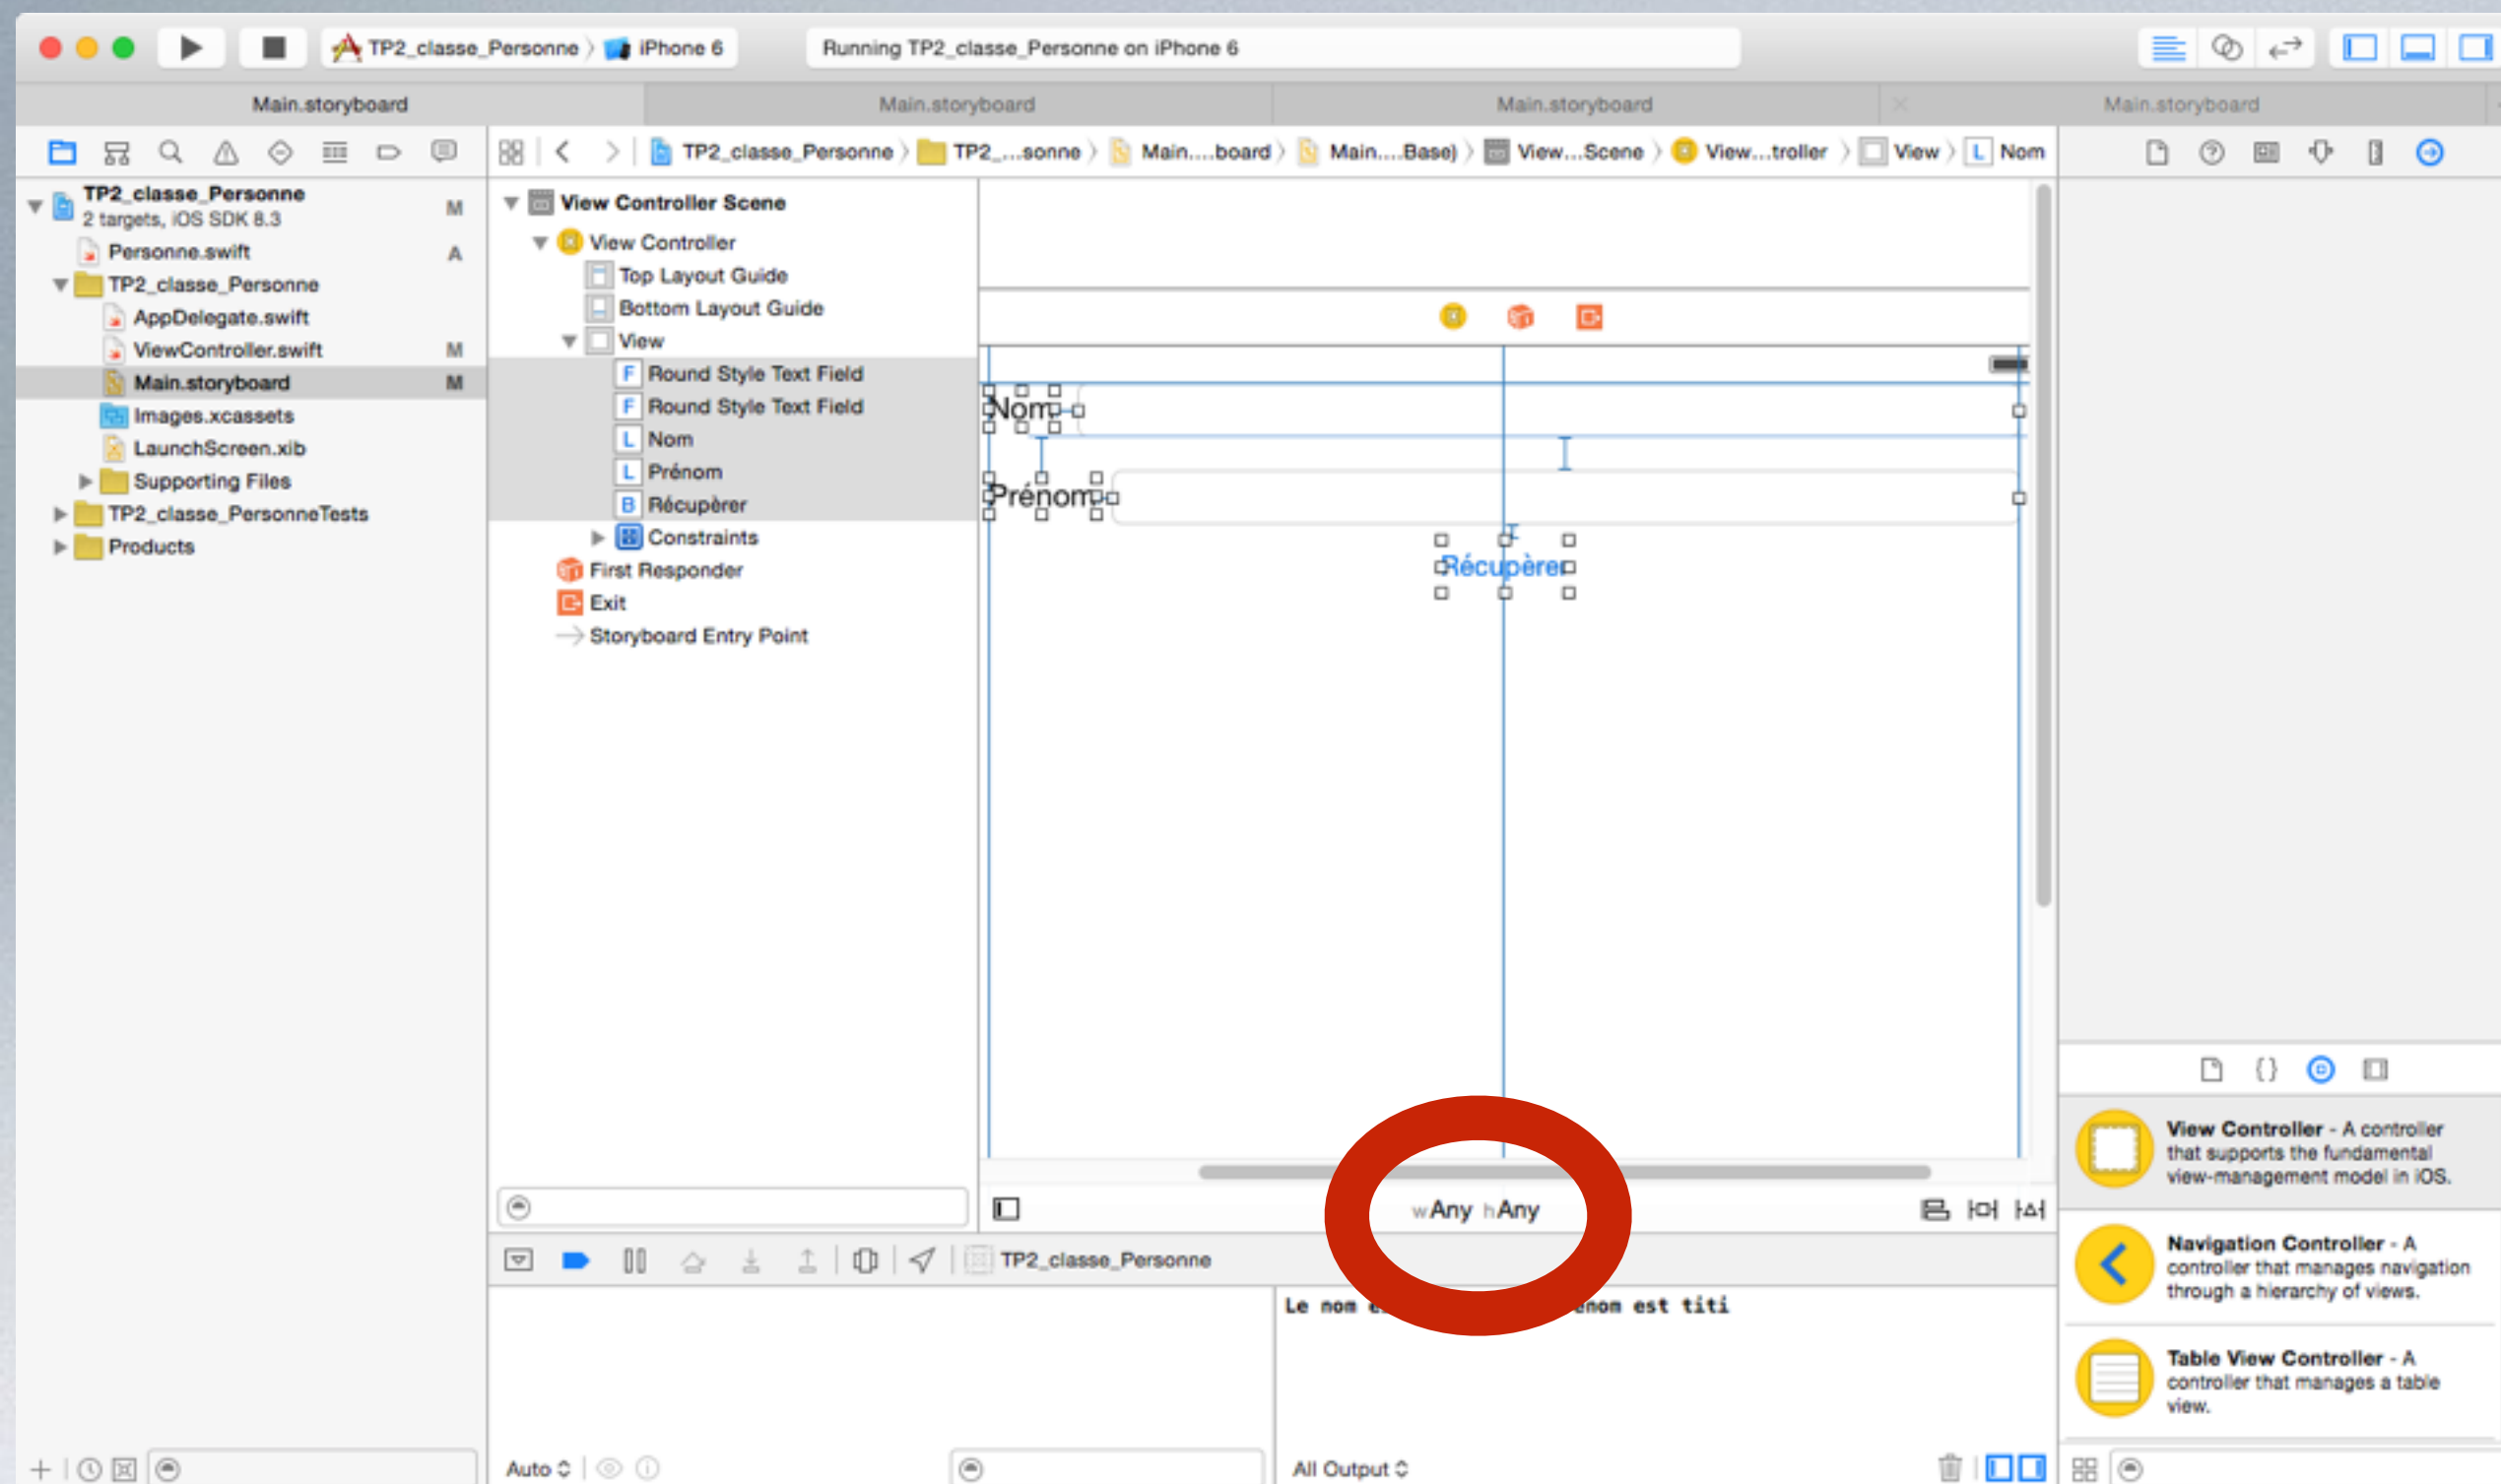 TP2_classe_Personne iPhone 6
Running TP2_classe_Personne on iPhone 6
Main.storyboard Main.storyboard Main.storyboard Main.storyboard
TP2_classe_Personne TP2_...sonne Main....board Main....Base) View...Scene View...troller View L Nom
TP2_classe_Personne M
2 targets, iOS SDK 8.3
Personne.swift A
TP2_classe_Personne
AppDelegate.swift
ViewController.swift M
Main.storyboard M
Images.xcassets
LaunchScreen.xib
Supporting Files
TP2_classe_PersonneTests
Products
View Controller Scene
View Controller
Top Layout Guide
Bottom Layout Guide
View
F Round Style Text Field
F Round Style Text Field
L Nom
L Prénom
B Récupèrer
Constraints
First Responder
Exit
Storyboard Entry Point
Nom
Prénom
Récupèrer
wAny hAny
TP2_classe_Personne
Le nom e enom est titi
Auto
All Output
View Controller - A controller
that supports the fundamental
view-management model in iOS.
Navigation Controller - A
controller that manages navigation
through a hierarchy of views.
Table View Controller - A
controller that manages a table
view.